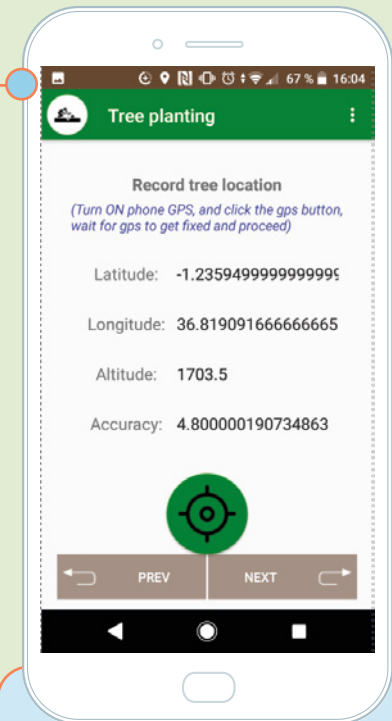 67 % 16:04
Tree planting
Record tree location
(Turn ON phone GPS, and click the gps button,
wait for gps to get fixed and proceed)
Latitude: -1.2359499999999999
Longitude: 36.819091666666665
Altitude: 1703.5
Accuracy: 4.800000190734863
PREV NEXT